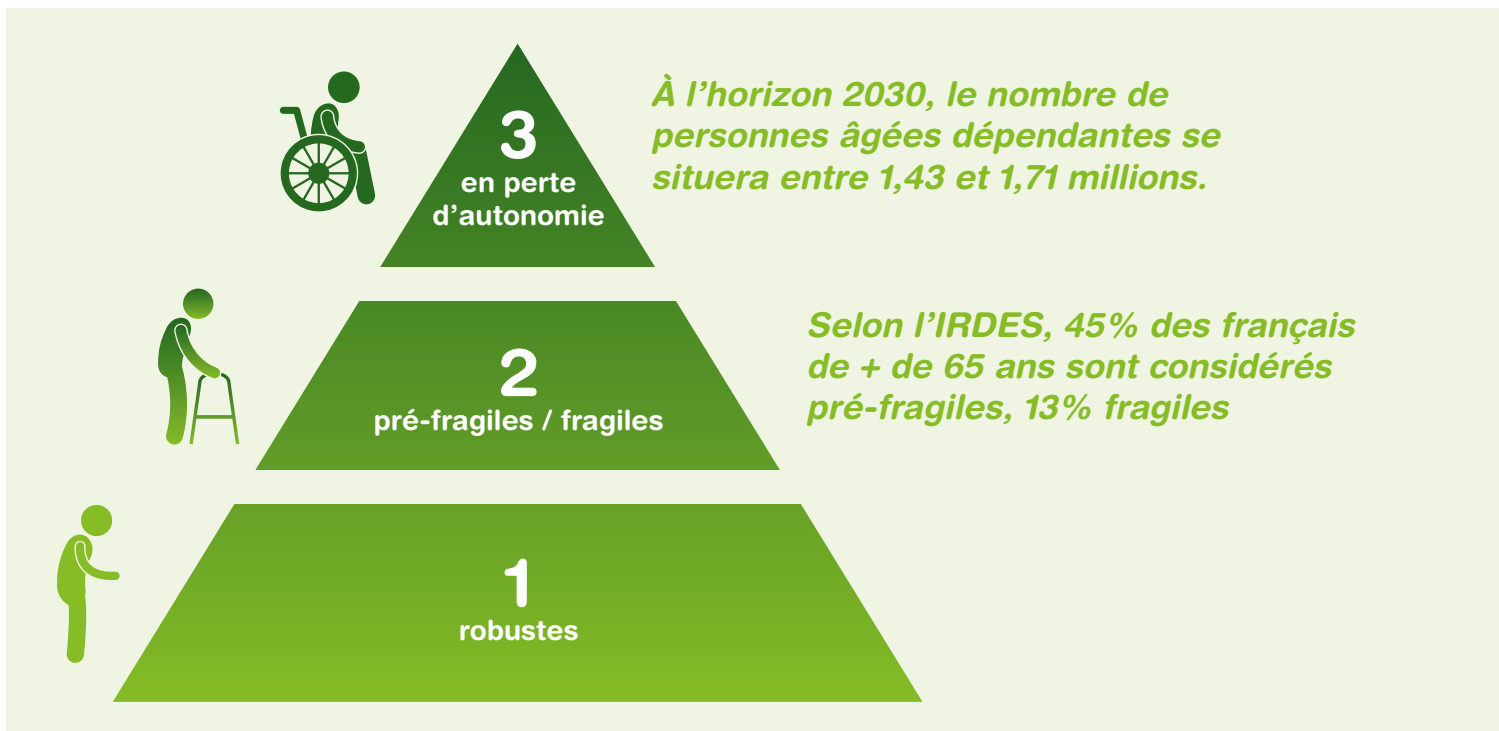 3
en perte
d'autonomie
À l'horizon 2030, le nombre de
personnes âgées dépendantes se
situera entre 1,43 et 1,71 millions.
2
pré-fragiles / fragiles
Selon l'IRDES, 45% des français
de + de 65 ans sont considérés
pré-fragiles, 13% fragiles
1
robustes